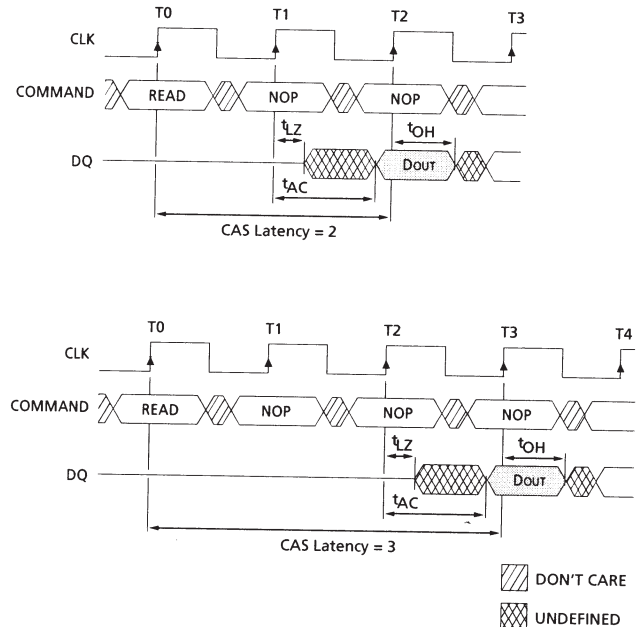 T0 T1 T2 T3
CLK
COMMAND READ NOP NOP
tLZ tOH
DQ DOUT
tAC
CAS Latency = 2
T0 T1 T2 T3 T4
CLK
COMMAND READ NOP NOP NOP
tLZ tOH
DQ DOUT
tAC
CAS Latency = 3
DON'T CARE
UNDEFINED